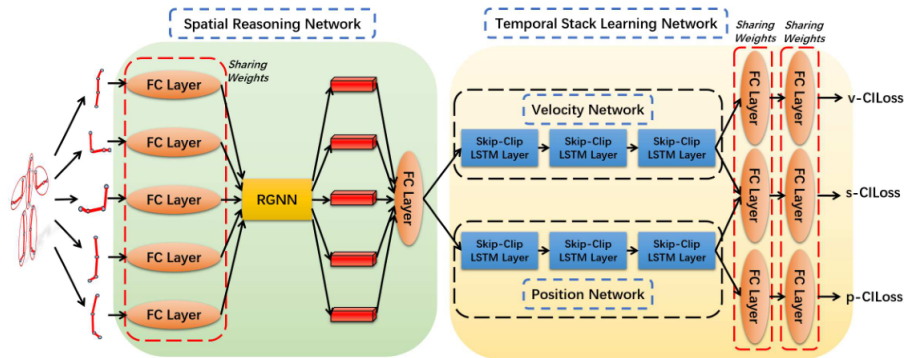 Spatial Reasoning Network
Temporal Stack Learning Network
Sharing
Weights
FC Layer
FC Layer
FC Layer
FC Layer
FC Layer
RGNN
FC Layer
Velocity Network
Skip-Clip
LSTM Layer
Skip-Clip
LSTM Layer
Skip-Clip
LSTM Layer
Skip-Clip
LSTM Layer
Skip-Clip
LSTM Layer
Skip-Clip
LSTM Layer
Position Network
Sharing
Weights
Sharing
Weights
FC Layer
FC Layer
v-CILoss
FC Layer
FC Layer
s-CILoss
FC Layer
FC Layer
p-CILoss